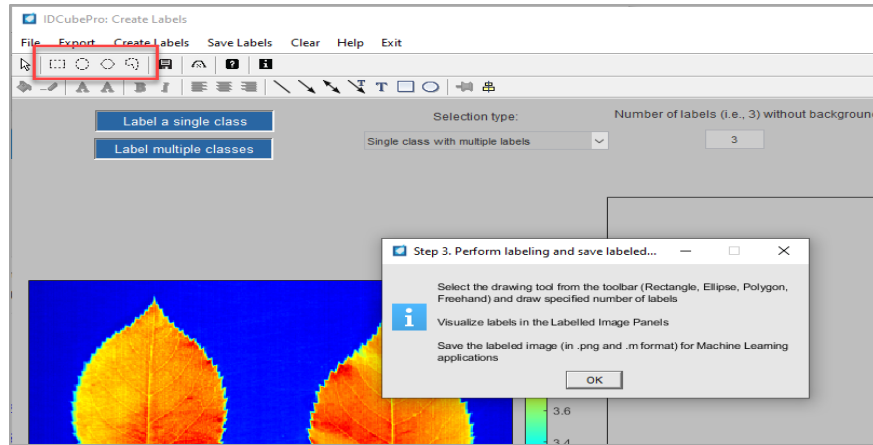 IDCubePro: Create Labels
File Export Create Labels Save Labels Clear Help Exit
A A B I T T
Label a single class
Label multiple classes
Selection type:
Single class with multiple labels
Number of labels (i.e., 3) without backgroun
3
Step 3. Perform labeling and save labeled...
Select the drawing tool from the toolbar (Rectangle, Ellipse, Polygon,
Freehand) and draw specified number of labels
Visualize labels in the Labelled Image Panels
Save the labeled image (in .png and .m format) for Machine Learning
applications
OK
3.6
3.4